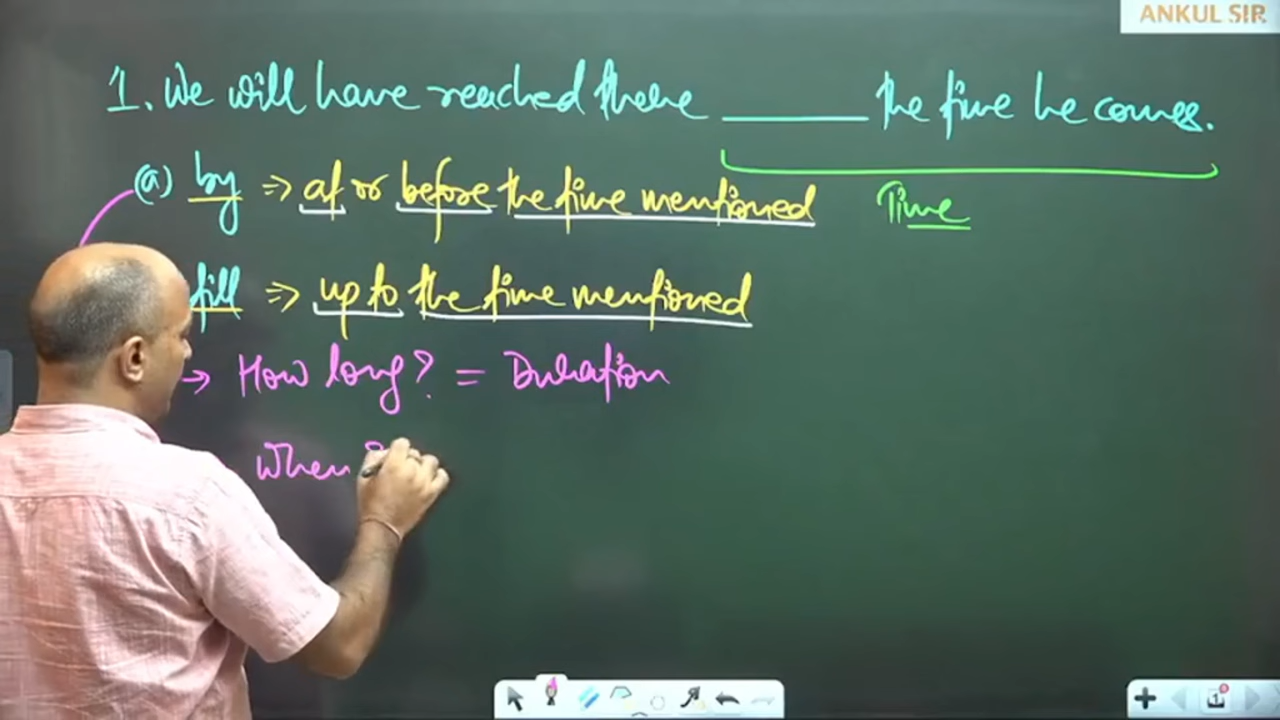 ANKUL SIR
1. We will have reached there ______ the time he comes.
(a) by ⇒ at or before the time mentioned
Time
till ⇒ up to the time mentioned
→ How long? = Duration
When